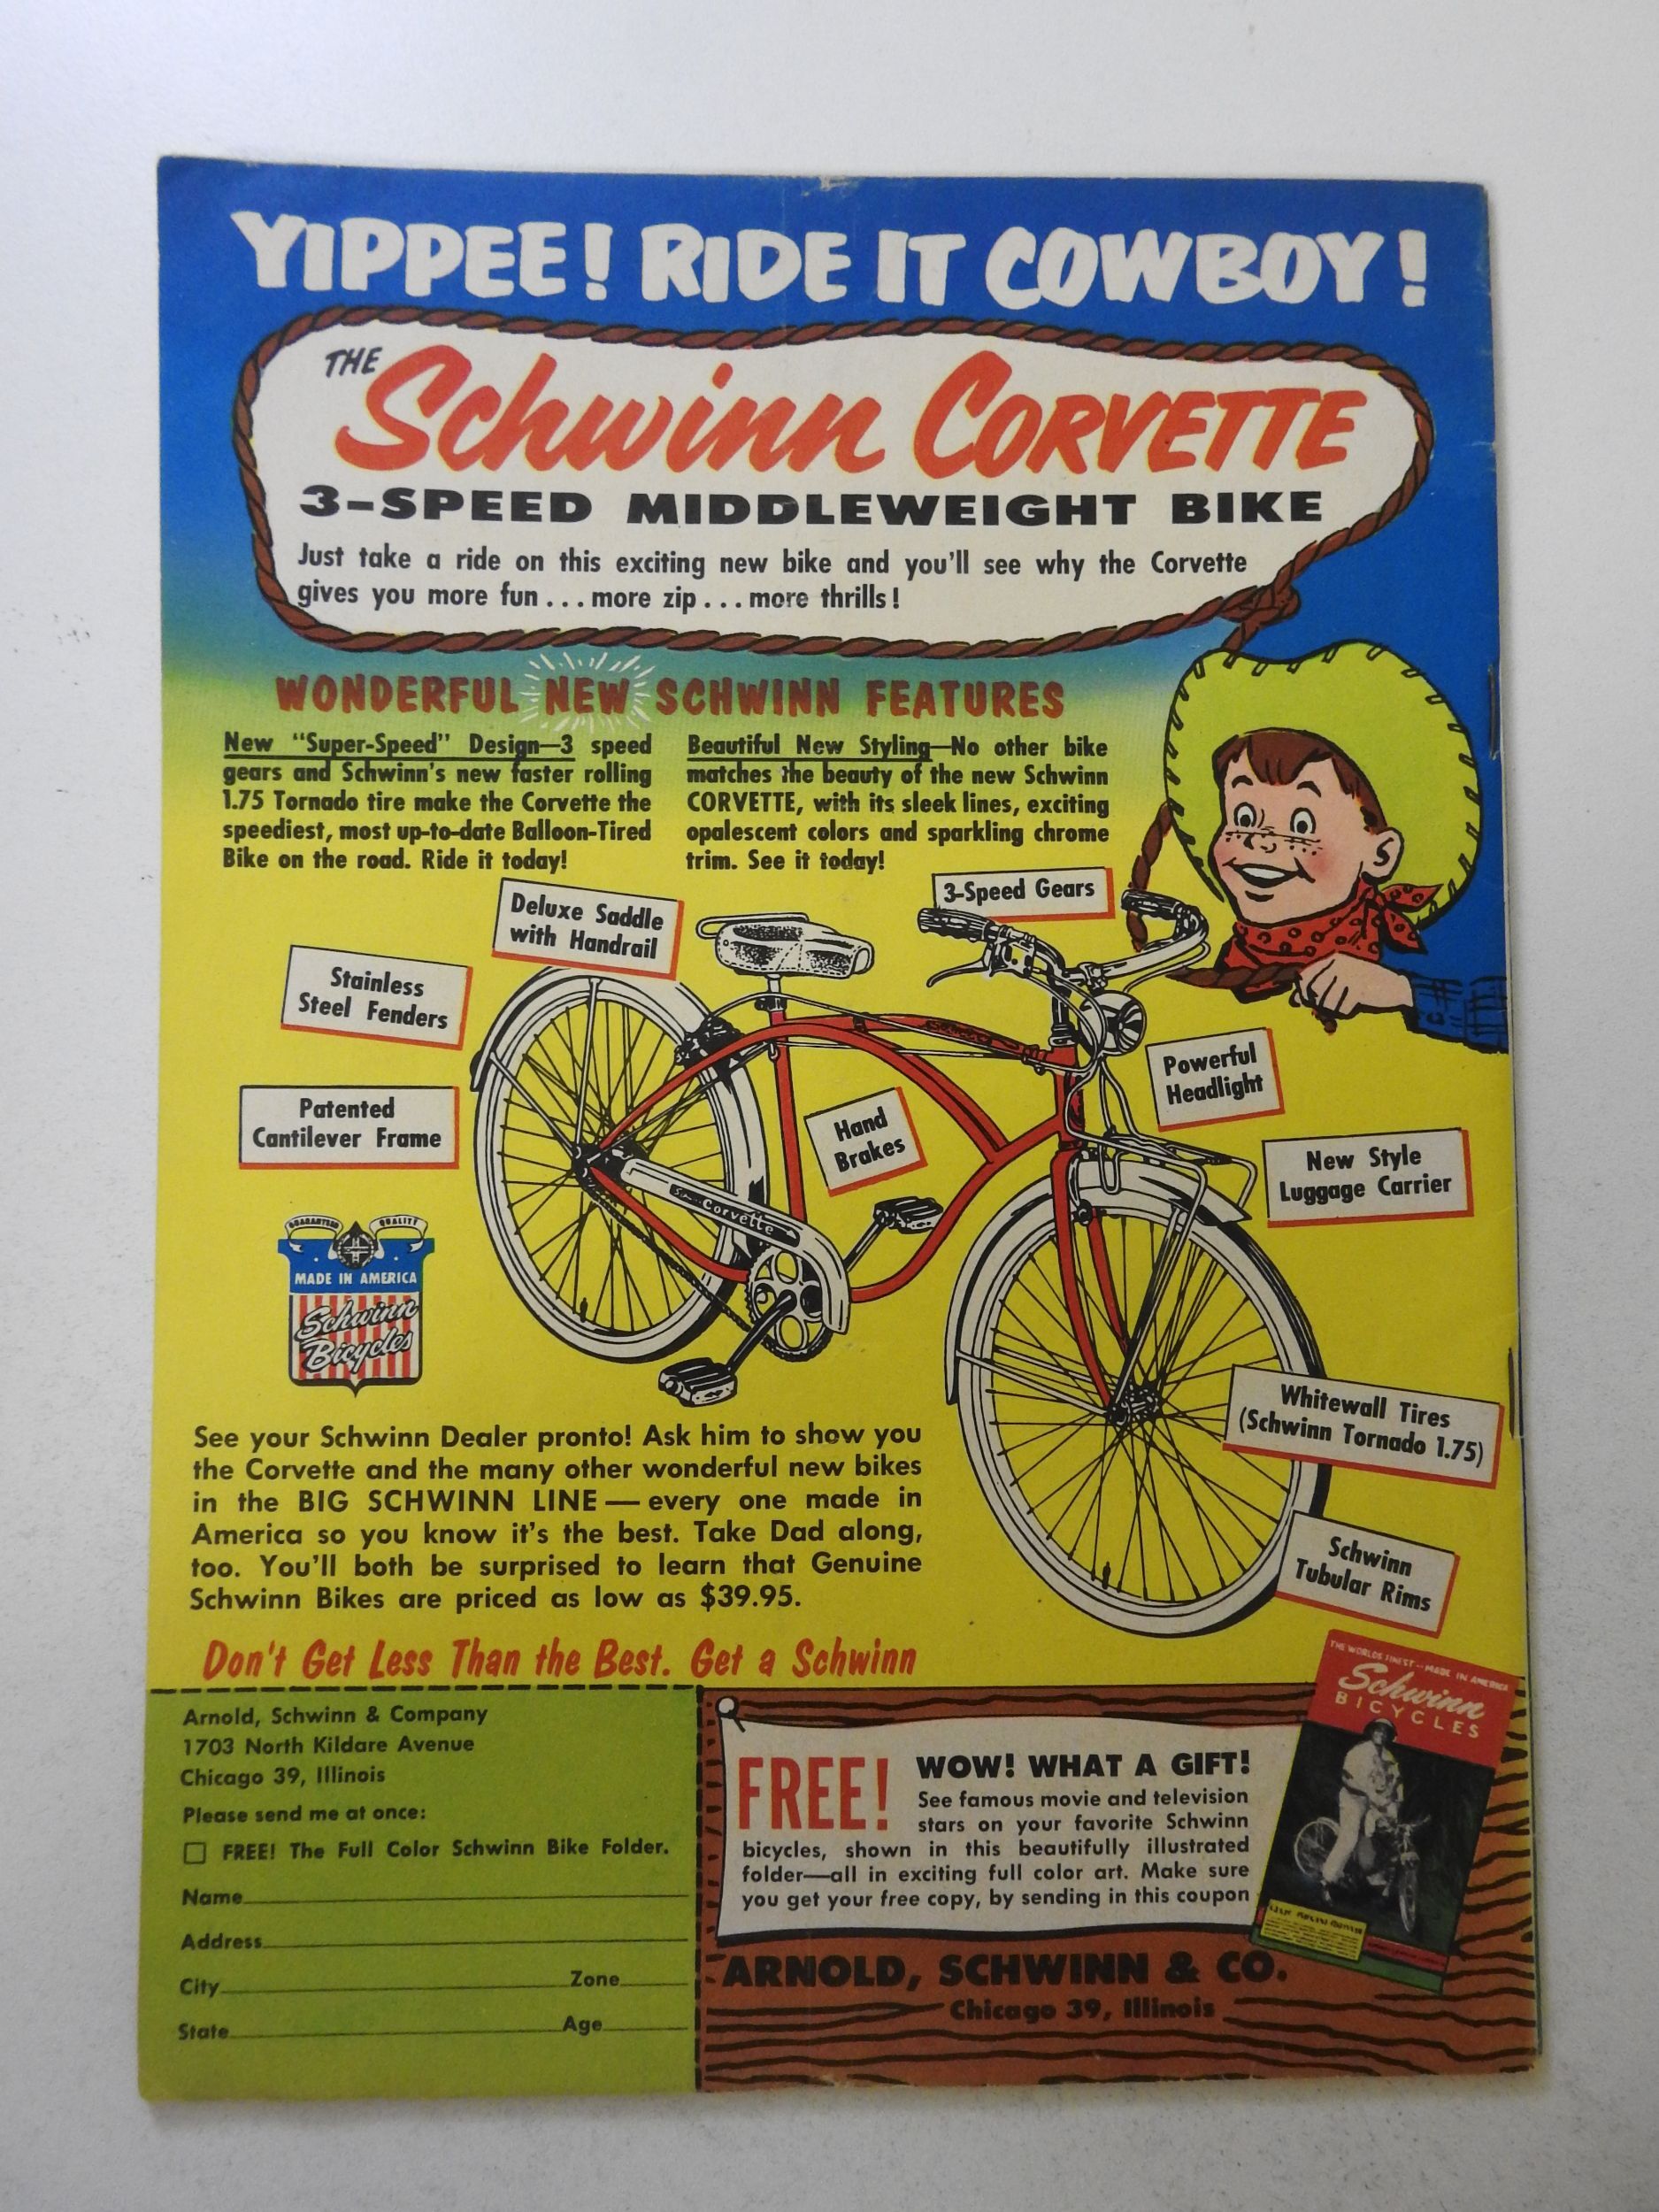 YIPPEE! RIDE IT COWBOY!
THE
Schwinn CORVETTE
3-SPEED MIDDLEWEIGHT BIKE
Just take a ride on this exciting new bike and you'll see why the Corvette
gives you more fun...more zip...more thrills!
WONDERFUL NEW SCHWINN FEATURES
New "Super-Speed" Design—3 speed
gears and Schwinn's new faster rolling
1.75 Tornado tire make the Corvette the
speediest, most up-to-date Balloon-Tired
Bike on the road. Ride it today!
Beautiful New Styling—No other bike
matches the beauty of the new Schwinn
CORVETTE, with its sleek lines, exciting
opalescent colors and sparkling chrome
trim. See it today!
3-Speed Gears
Deluxe Saddle
with Handrail
Stainless
Steel Fenders
Powerful
Headlight
Patented
Cantilever Frame
Hand
Brakes
New Style
Luggage Carrier
Schwinn
Corvette
GUARANTEED QUALITY
MADE IN AMERICA
Schwinn
Bicycles
Whitewall Tires
(Schwinn Tornado 1.75)
Schwinn
Tubular Rims
See your Schwinn Dealer pronto! Ask him to show you
the Corvette and the many other wonderful new bikes
in the BIG SCHWINN LINE—every one made in
America so you know it's the best. Take Dad along,
too. You'll both be surprised to learn that Genuine
Schwinn Bikes are priced as low as $39.95.
Don't Get Less Than the Best. Get a Schwinn
Arnold, Schwinn & Company
1703 North Kildare Avenue
Chicago 39, Illinois
Please send me at once:
FREE! The Full Color Schwinn Bike Folder.
Name
Address
City Zone
State Age
FREE!
WOW! WHAT A GIFT!
See famous movie and television
stars on your favorite Schwinn
bicycles, shown in this beautifully illustrated
folder—all in exciting full color art. Make sure
you get your free copy, by sending in this coupon
THE WORLDS FINEST - MADE IN AMERICA
Schwinn
BICYCLES
ARNOLD, SCHWINN & CO.
Chicago 39, Illinois